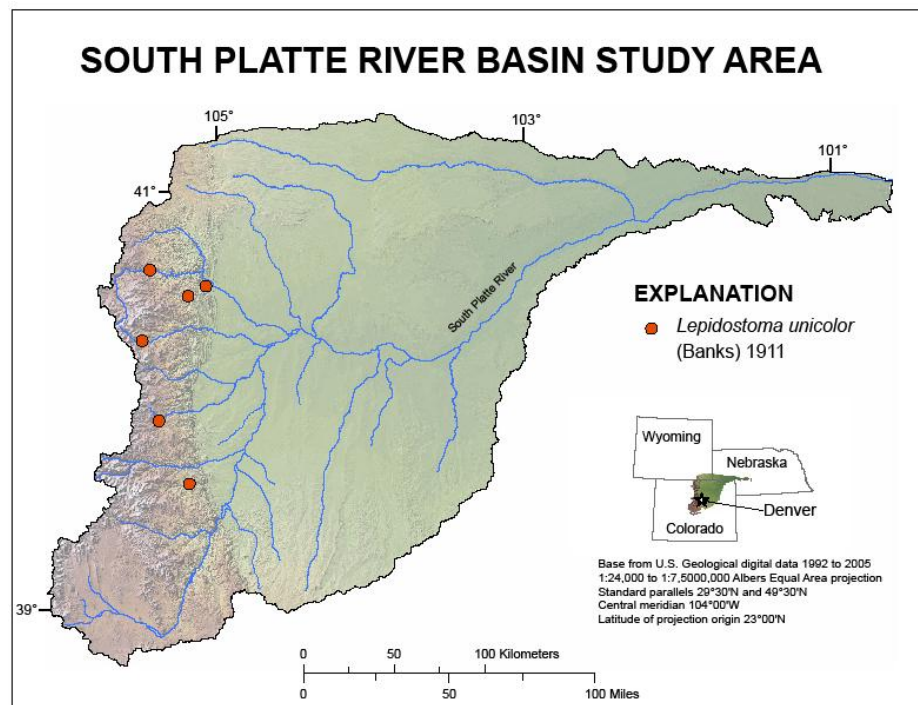 SOUTH PLATTE RIVER BASIN STUDY AREA
105°
103°
101°
41°
South Platte River
EXPLANATION
Lepidostoma unicolor
(Banks) 1911
Wyoming
Nebraska
Denver
Colorado
Base from U.S. Geological digital data 1992 to 2005
1:24,000 to 1:7,5000,000 Albers Equal Area projection
Standard parallels 29°30'N and 49°30'N
Central meridian 104°00'W
Latitude of projection origin 23°00'N
39°
0 50 100 Kilometers
0 50 100 Miles